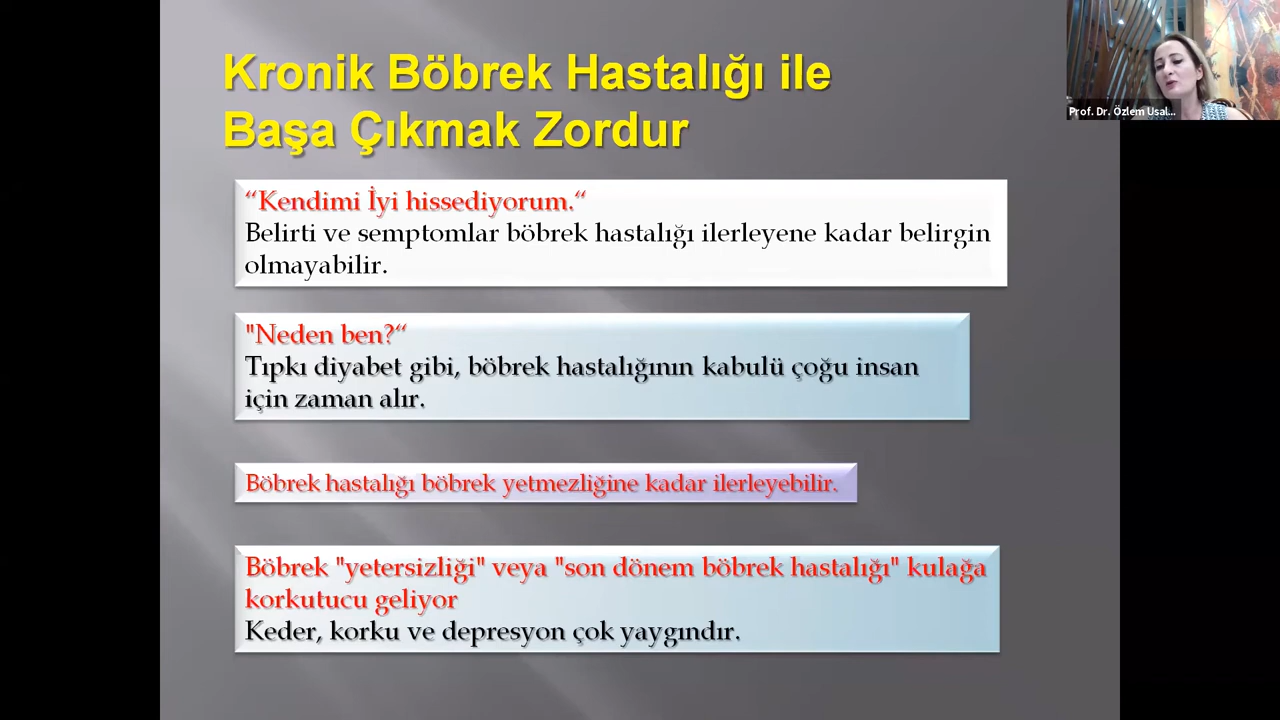 Kronik Böbrek Hastalığı ile
Başa Çıkmak Zordur
Prof. Dr. Özlem Usal...
“Kendimi İyi hissediyorum.“
Belirti ve semptomlar böbrek hastalığı ilerleyene kadar belirgin
olmayabilir.
"Neden ben?“
Tıpkı diyabet gibi, böbrek hastalığının kabulü çoğu insan
için zaman alır.
Böbrek hastalığı böbrek yetmezliğine kadar ilerleyebilir.
Böbrek "yetersizliği" veya "son dönem böbrek hastalığı" kulağa
korkutucu geliyor
Keder, korku ve depresyon çok yaygındır.